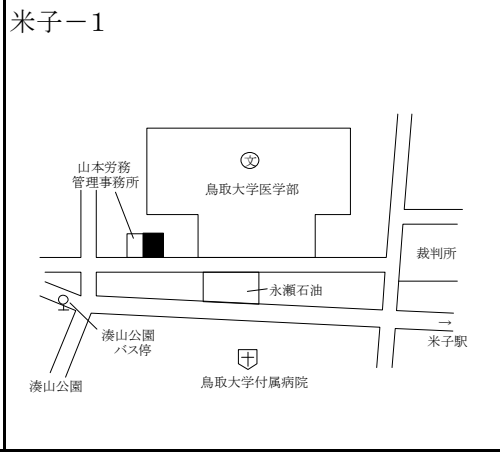 米子－1
山本労務
管理事務所
文
鳥取大学医学部
裁判所
永瀬石油
→
米子駅
湊山公園
バス停
湊山公園
鳥取大学付属病院